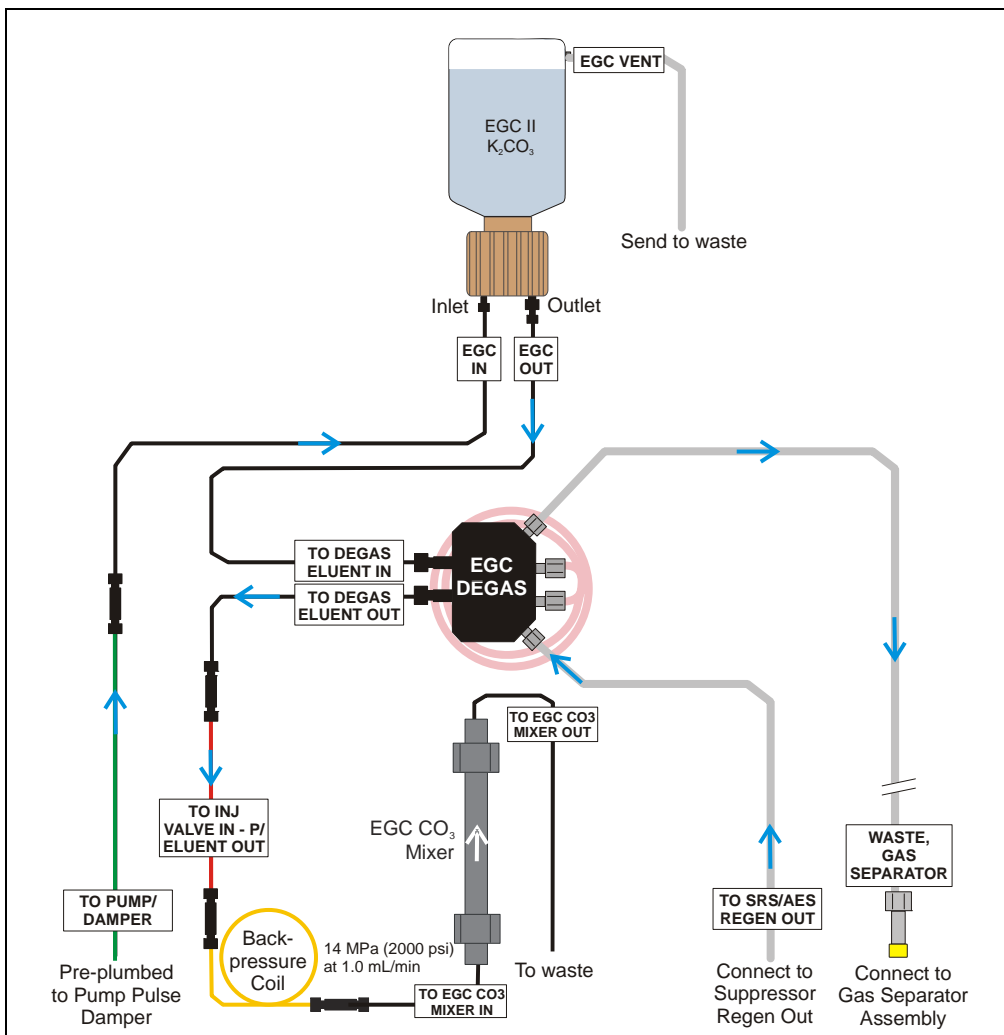 EGC VENT
EGC II
K₂CO₃
Send to waste
Inlet
Outlet
EGC
IN
EGC
OUT
TO DEGAS
ELUENT IN
TO DEGAS
ELUENT OUT
EGC
DEGAS
TO EGC CO3
MIXER OUT
TO INJ
VALVE IN - P/
ELUENT OUT
EGC CO₃
Mixer
WASTE,
GAS
SEPARATOR
TO PUMP/
DAMPER
TO SRS/AES
REGEN OUT
Back-
pressure
Coil
14 MPa (2000 psi)
at 1.0 mL/min
To waste
TO EGC CO3
MIXER IN
Pre-plumbed
to Pump Pulse
Damper
Connect to
Suppressor
Regen Out
Connect to
Gas Separator
Assembly